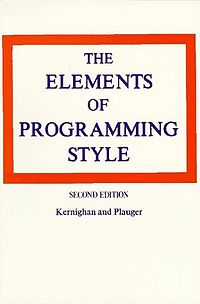 THE
ELEMENTS
OF
PROGRAMMING
STYLE
SECOND EDITION
Kernighan and Plauger